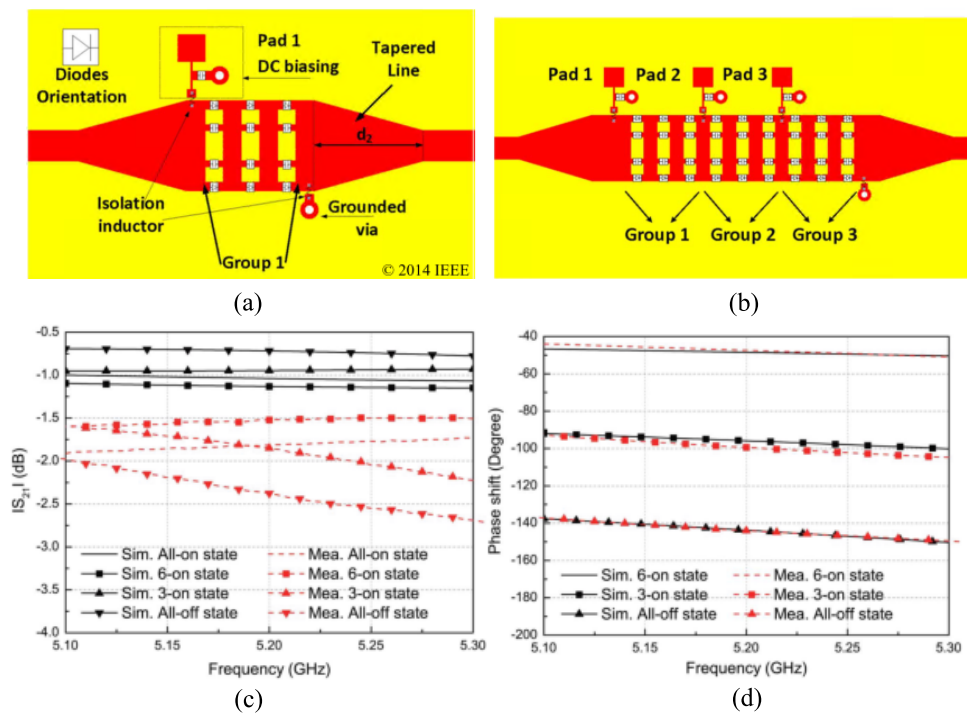 Diodes
Orientation
Pad 1
DC biasing
Tapered
Line
d2
Isolation
inductor
Grounded
via
Group 1
© 2014 IEEE
(a)
Pad 1
Pad 2
Pad 3
Group 1
Group 2
Group 3
(b)
-0.5
-1.0
-1.5
-2.0
-2.5
-3.0
-3.5
-4.0
|S21| (dB)
Sim. All-on state
Sim. 6-on state
Sim. 3-on state
Sim. All-off state
Mea. All-on state
Mea. 6-on state
Mea. 3-on state
Mea. All-off state
5.10
5.15
5.20
5.25
5.30
Frequency (GHz)
(c)
-40
-60
-80
-100
-120
-140
-160
-180
-200
Phase shift (Degree)
Sim. 6-on state
Sim. 3-on state
Sim. All-off state
Mea. 6-on state
Mea. 3-on state
Mea. All-off state
5.10
5.15
5.20
5.25
5.30
Frequency (GHz)
(d)